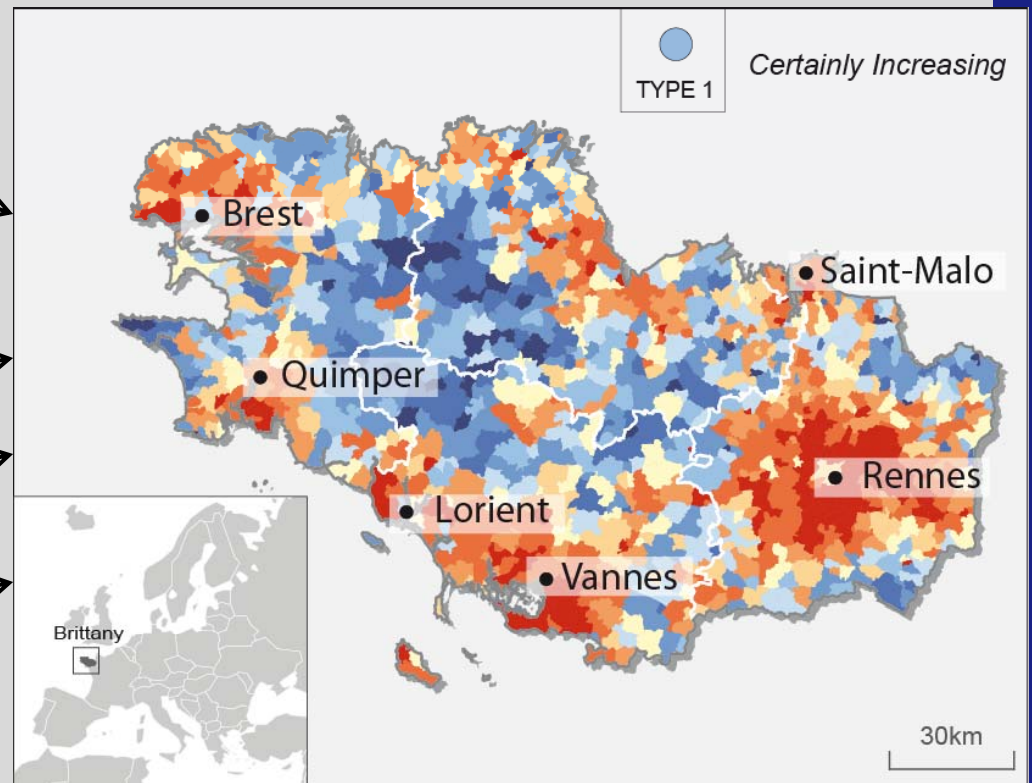 TYPE 1
Certainly Increasing
Brest
Saint-Malo
Quimper
Rennes
Lorient
Vannes
Brittany
30km